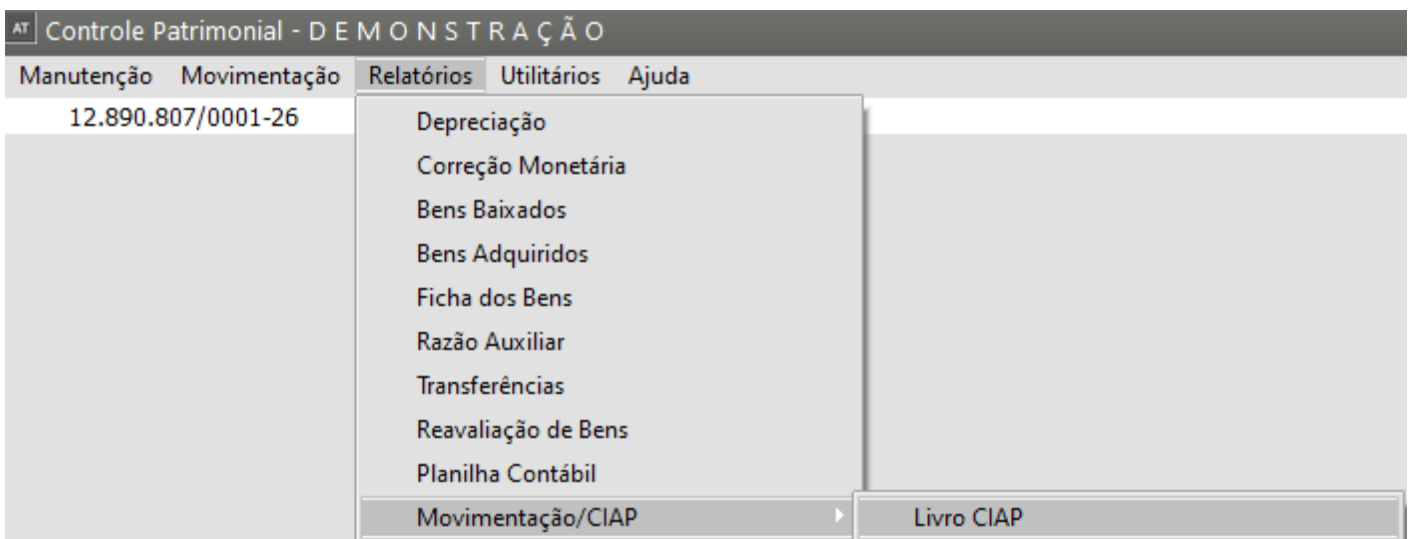 AT Controle Patrimonial - D E M O N S T R A Ç Ã O
Manutenção Movimentação Relatórios Utilitários Ajuda
12.890.807/0001-26
Depreciação
Correção Monetária
Bens Baixados
Bens Adquiridos
Ficha dos Bens
Razão Auxiliar
Transferências
Reavaliação de Bens
Planilha Contábil
Movimentação/CIAP Livro CIAP